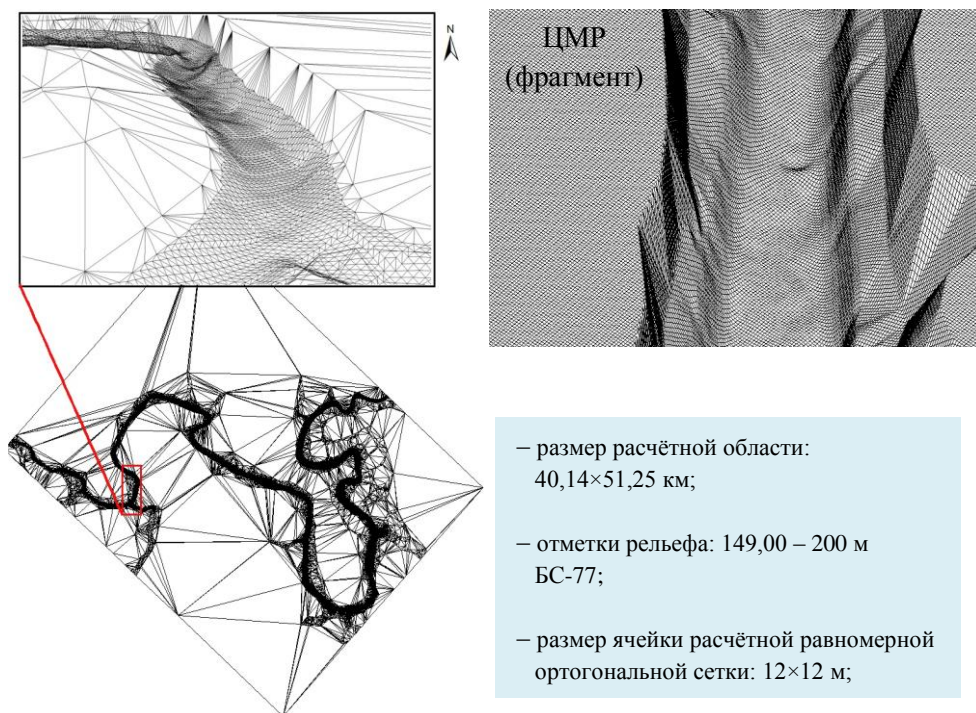 N
ЦМР
(фрагмент)
– размер расчётной области:
40,14×51,25 км;
– отметки рельефа: 149,00 – 200 м
БС-77;
– размер ячейки расчётной равномерной
ортогональной сетки: 12×12 м;